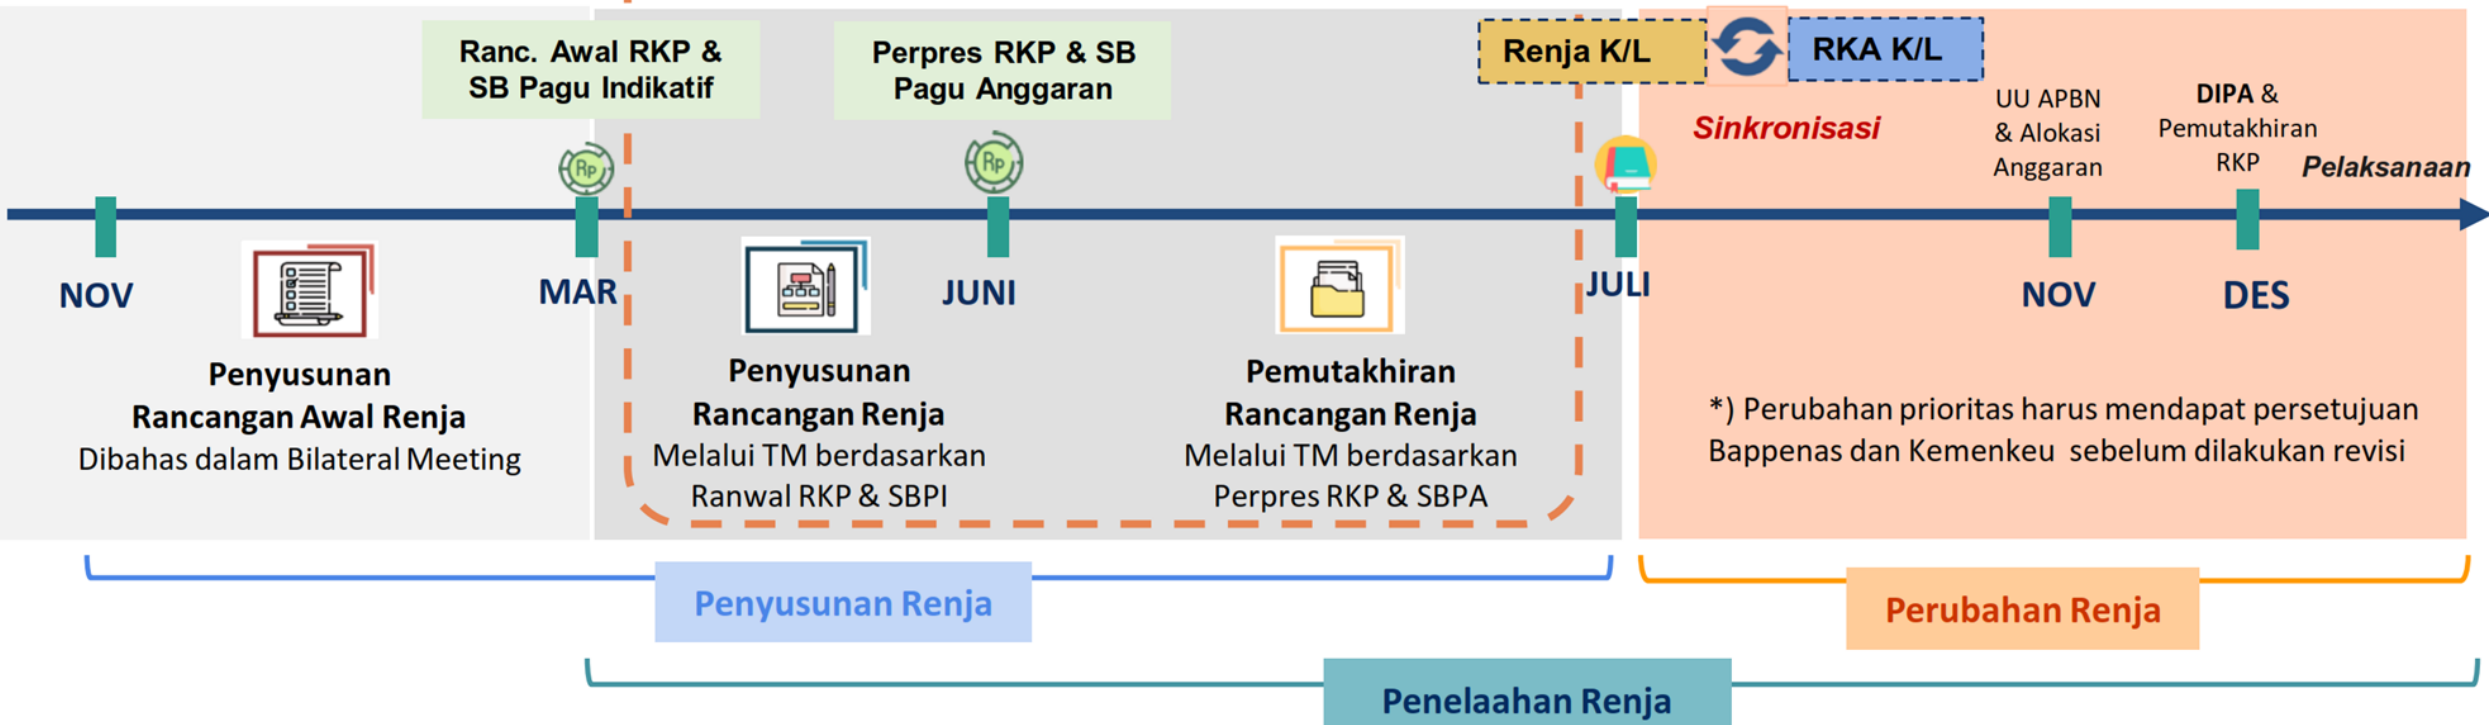 Ranc. Awal RKP &
SB Pagu Indikatif
Perpres RKP & SB
Pagu Anggaran
Renja K/L
RKA K/L
Sinkronisasi
UU APBN
& Alokasi
Anggaran
DIPA &
Pemutakhiran
RKP
Pelaksanaan
Rp
Rp
NOV
MAR
JUNI
JULI
NOV
DES
Penyusunan
Rancangan Awal Renja
Dibahas dalam Bilateral Meeting
Penyusunan
Rancangan Renja
Melalui TM berdasarkan
Ranwal RKP & SBPI
Pemutakhiran
Rancangan Renja
Melalui TM berdasarkan
Perpres RKP & SBPA
*) Perubahan prioritas harus mendapat persetujuan
Bappenas dan Kemenkeu sebelum dilakukan revisi
Penyusunan Renja
Perubahan Renja
Penelaahan Renja